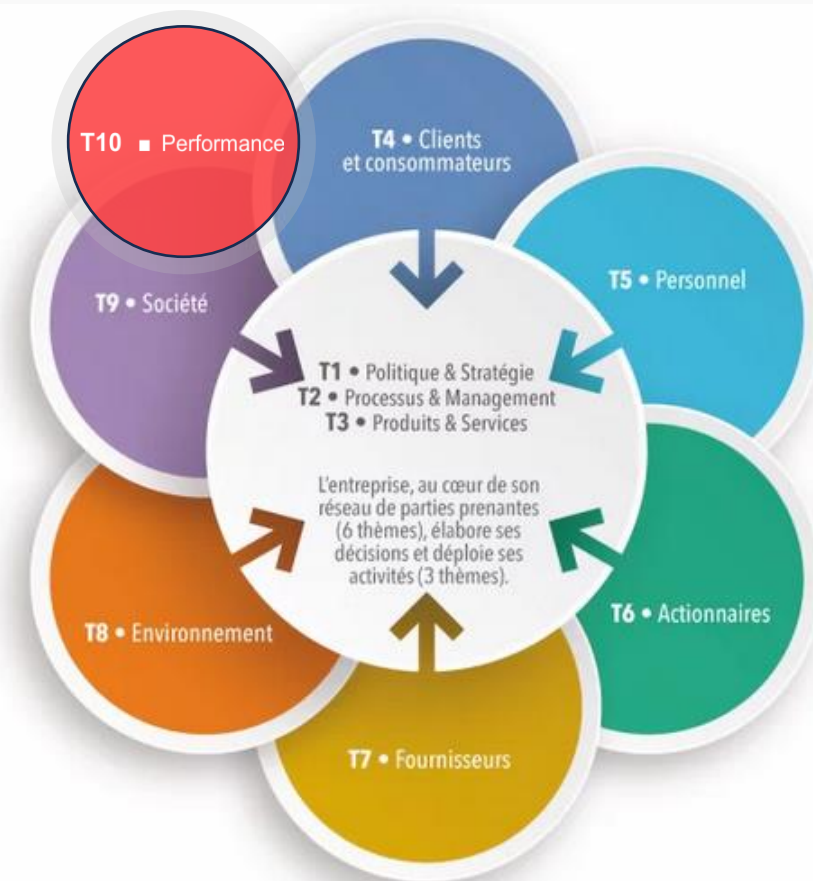 T10 ■ Performance
T4 • Clients
et consommateurs
T5 • Personnel
T9 • Société
T1 • Politique & Stratégie
T2 • Processus & Management
T3 • Produits & Services
L'entreprise, au cœur de son
réseau de parties prenantes
(6 thèmes), élabore ses
décisions et déploie ses
activités (3 thèmes).
T6 • Actionnaires
T8 • Environnement
T7 • Fournisseurs